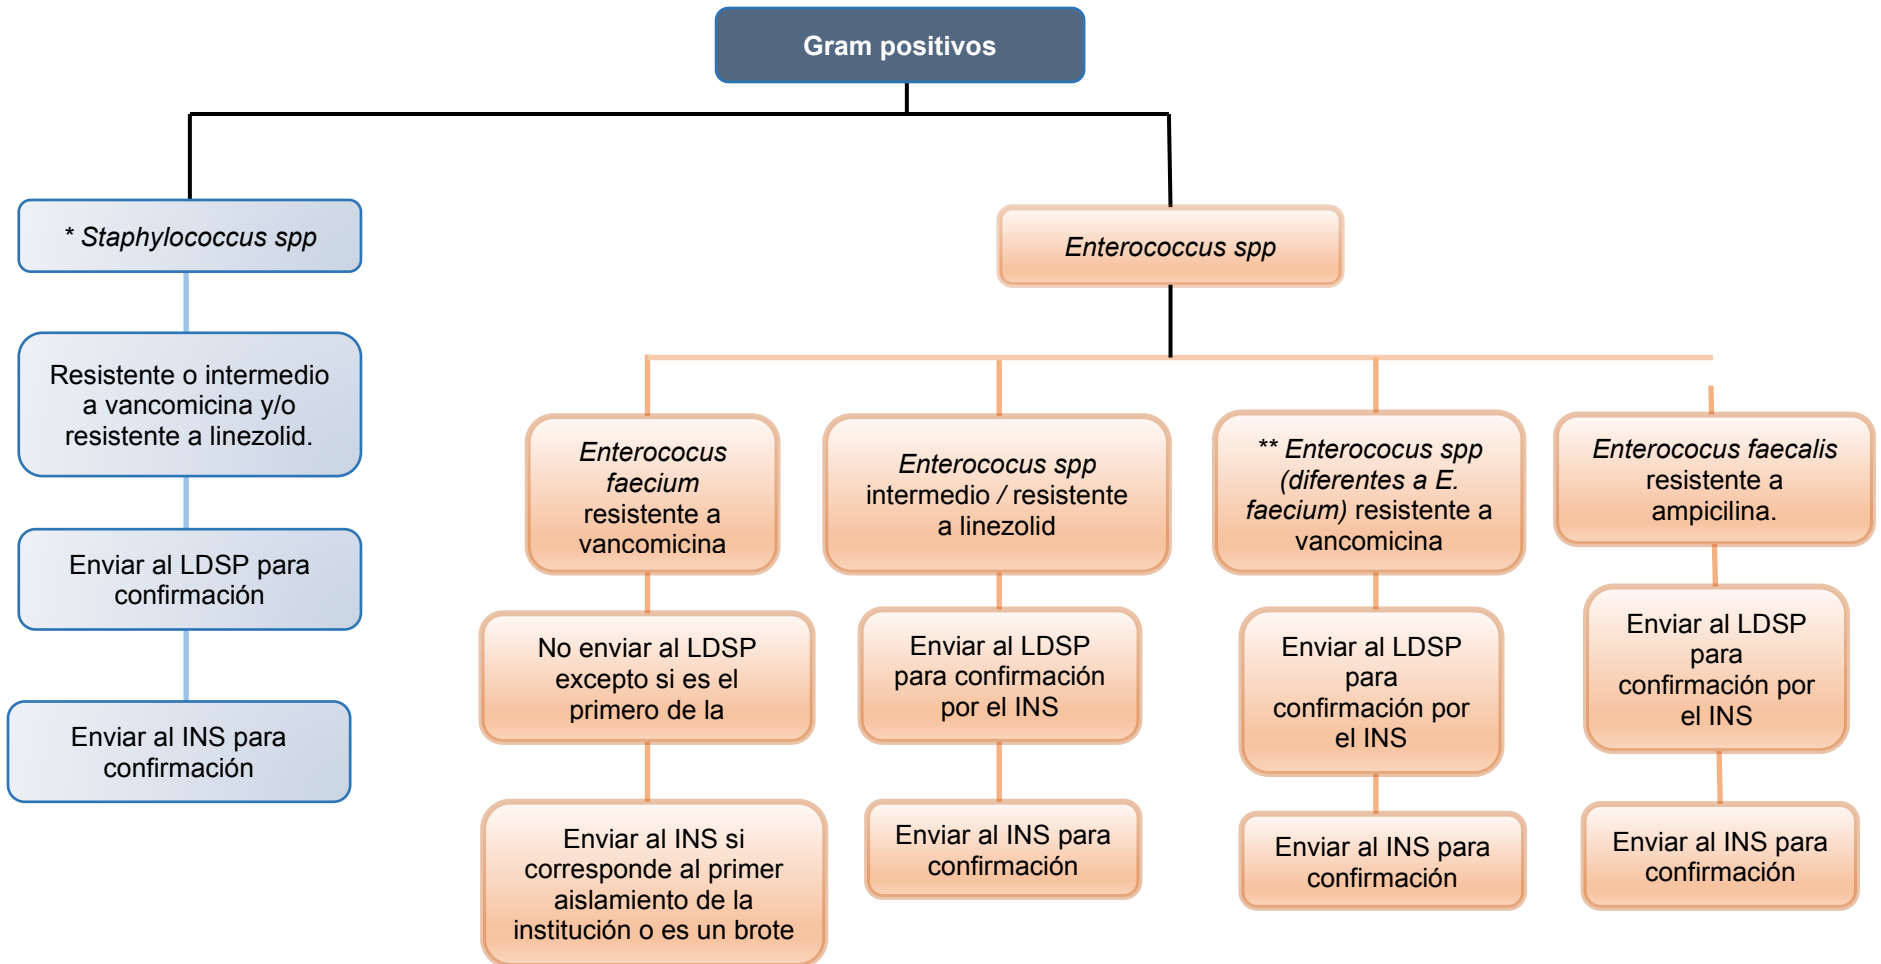 Gram positivos
* Staphylococcus spp
Resistente o intermedio
a vancomicina y/o
resistente a linezolid.
Enviar al LDSP para
confirmación
Enviar al INS para
confirmación
Enterococcus spp
Enterococus
faecium
resistente a
vancomicina
No enviar al LDSP
excepto si es el
primero de la
Enviar al INS si
corresponde al primer
aislamiento de la
institución o es un brote
Enterococus spp
intermedio / resistente
a linezolid
Enviar al LDSP
para confirmación
por el INS
Enviar al INS para
confirmación
** Enterococus spp
(diferentes a E.
faecium) resistente a
vancomicina
Enviar al LDSP
para
confirmación por
el INS
Enviar al INS para
confirmación
Enterococus faecalis
resistente a
ampicilina.
Enviar al LDSP
para
confirmación por
el INS
Enviar al INS para
confirmación